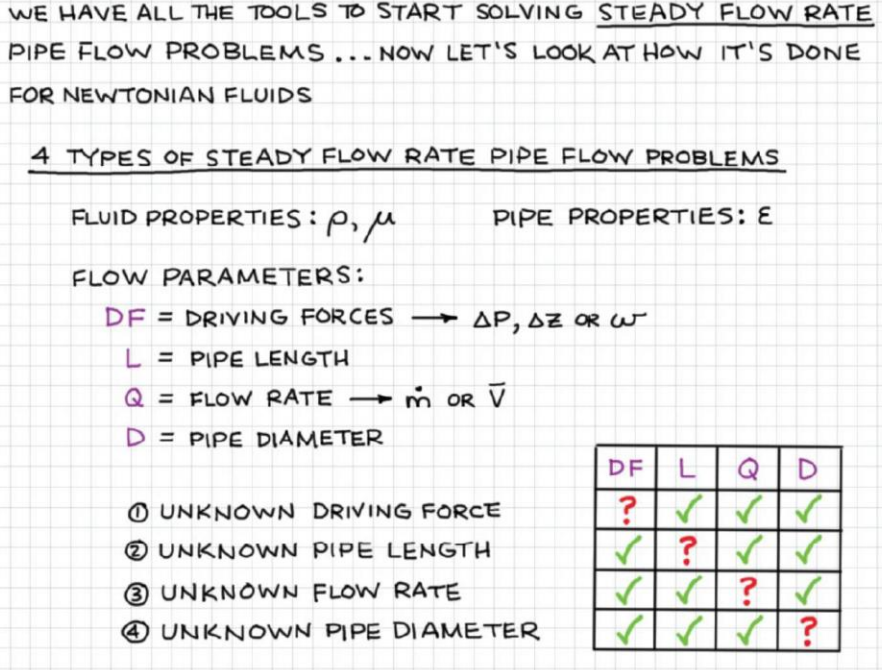 WE HAVE ALL THE TOOLS TO START SOLVING STEADY FLOW RATE
PIPE FLOW PROBLEMS ... NOW LET'S LOOK AT HOW IT'S DONE
FOR NEWTONIAN FLUIDS
4 TYPES OF STEADY FLOW RATE PIPE FLOW PROBLEMS
FLUID PROPERTIES: ρ, μ PIPE PROPERTIES: ε
FLOW PARAMETERS:
DF = DRIVING FORCES → ΔP, ΔZ OR ω
L = PIPE LENGTH
Q = FLOW RATE → ṁ OR V̄
D = PIPE DIAMETER
DF L Q D
① UNKNOWN DRIVING FORCE ? ✓ ✓ ✓
② UNKNOWN PIPE LENGTH ✓ ? ✓ ✓
③ UNKNOWN FLOW RATE ✓ ✓ ? ✓
④ UNKNOWN PIPE DIAMETER ✓ ✓ ✓ ?